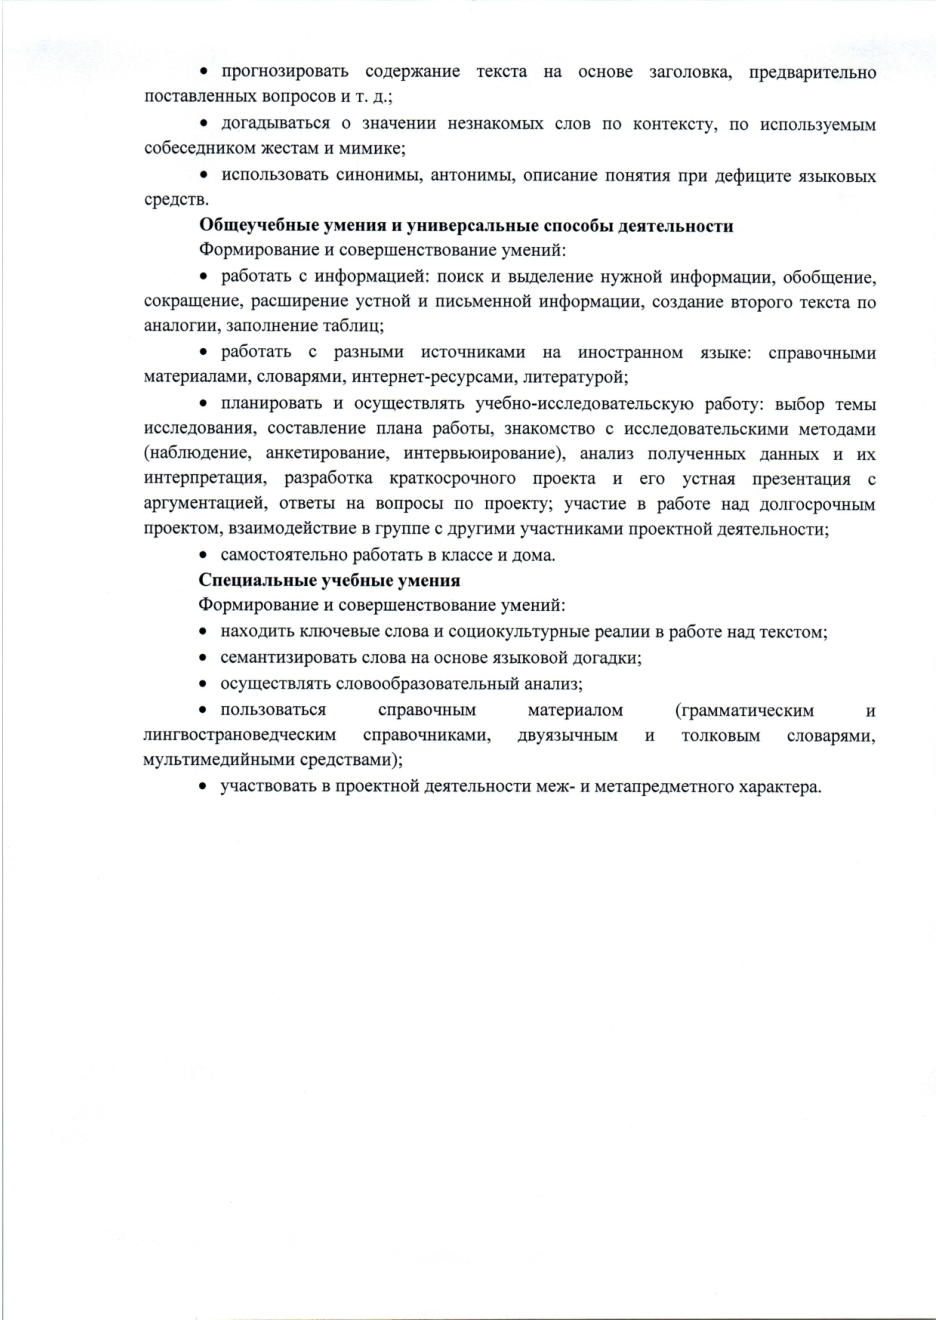 • прогнозировать содержание текста на основе заголовка, предварительно
поставленных вопросов и т. д.;
• догадываться о значении незнакомых слов по контексту, по используемым
собеседником жестам и мимике;
• использовать синонимы, антонимы, описание понятия при дефиците языковых
средств.
Общеучебные умения и универсальные способы деятельности
Формирование и совершенствование умений:
• работать с информацией: поиск и выделение нужной информации, обобщение,
сокращение, расширение устной и письменной информации, создание второго текста по
аналогии, заполнение таблиц;
• работать с разными источниками на иностранном языке: справочными
материалами, словарями, интернет-ресурсами, литературой;
• планировать и осуществлять учебно-исследовательскую работу: выбор темы
исследования, составление плана работы, знакомство с исследовательскими методами
(наблюдение, анкетирование, интервьюирование), анализ полученных данных и их
интерпретация, разработка краткосрочного проекта и его устная презентация с
аргументацией, ответы на вопросы по проекту; участие в работе над долгосрочным
проектом, взаимодействие в группе с другими участниками проектной деятельности;
• самостоятельно работать в классе и дома.
Специальные учебные умения
Формирование и совершенствование умений:
• находить ключевые слова и социокультурные реалии в работе над текстом;
• семантизировать слова на основе языковой догадки;
• осуществлять словообразовательный анализ;
• пользоваться справочным материалом (грамматическим и
лингвострановедческим справочниками, двуязычным и толковым словарями,
мультимедийными средствами);
• участвовать в проектной деятельности меж- и метапредметного характера.